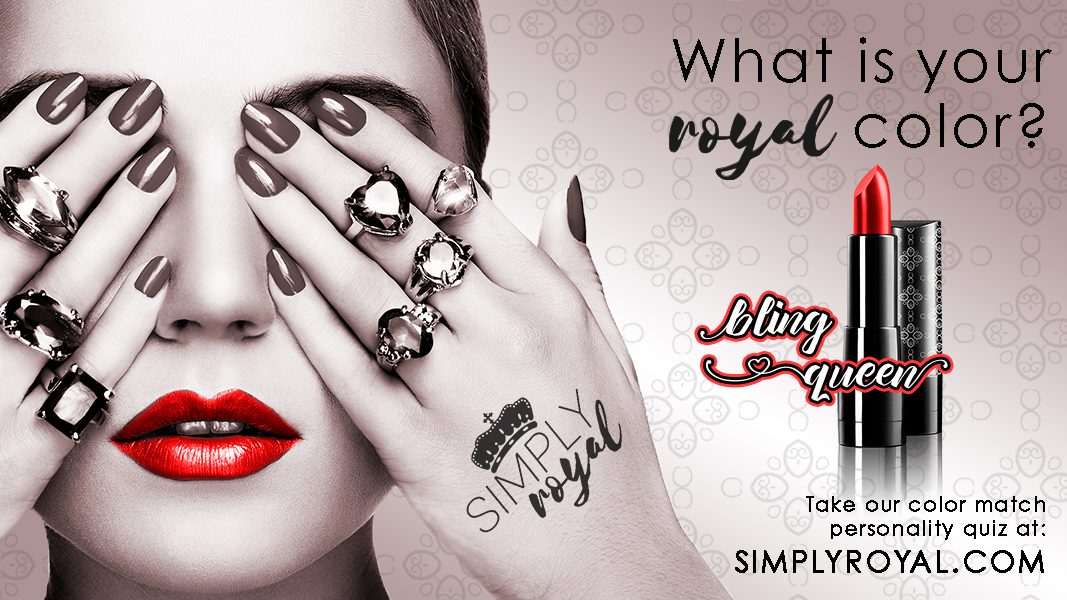 What is your
royal color?
bling
queen
SIMPLY
royal
Take our color match
personality quiz at:
SIMPLYROYAL.COM